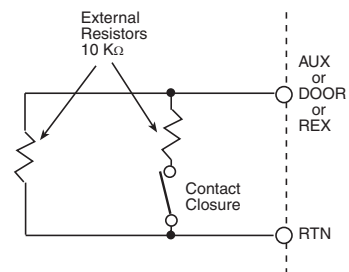 External
Resistors
10 KΩ
AUX
or
DOOR
or
REX
Contact
Closure
RTN